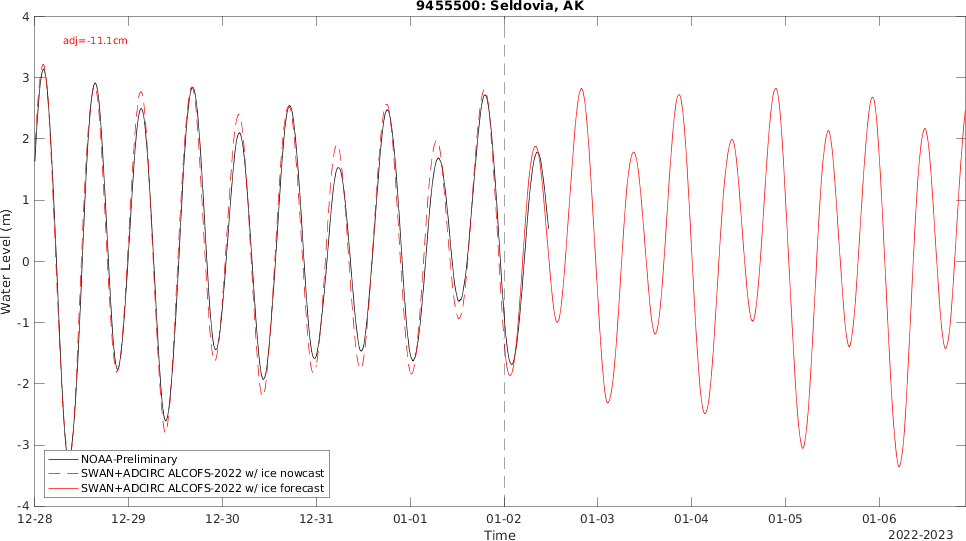 9455500: Seldovia, AK
adj=-11.1cm
Water Level (m)
4
3
2
1
0
-1
-2
-3
-4
NOAA-Preliminary
SWAN+ADCIRC ALCOFS-2022 w/ ice nowcast
SWAN+ADCIRC ALCOFS-2022 w/ ice forecast
12-28 12-29 12-30 12-31 01-01 01-02 01-03 01-04 01-05 01-06
Time
2022-2023